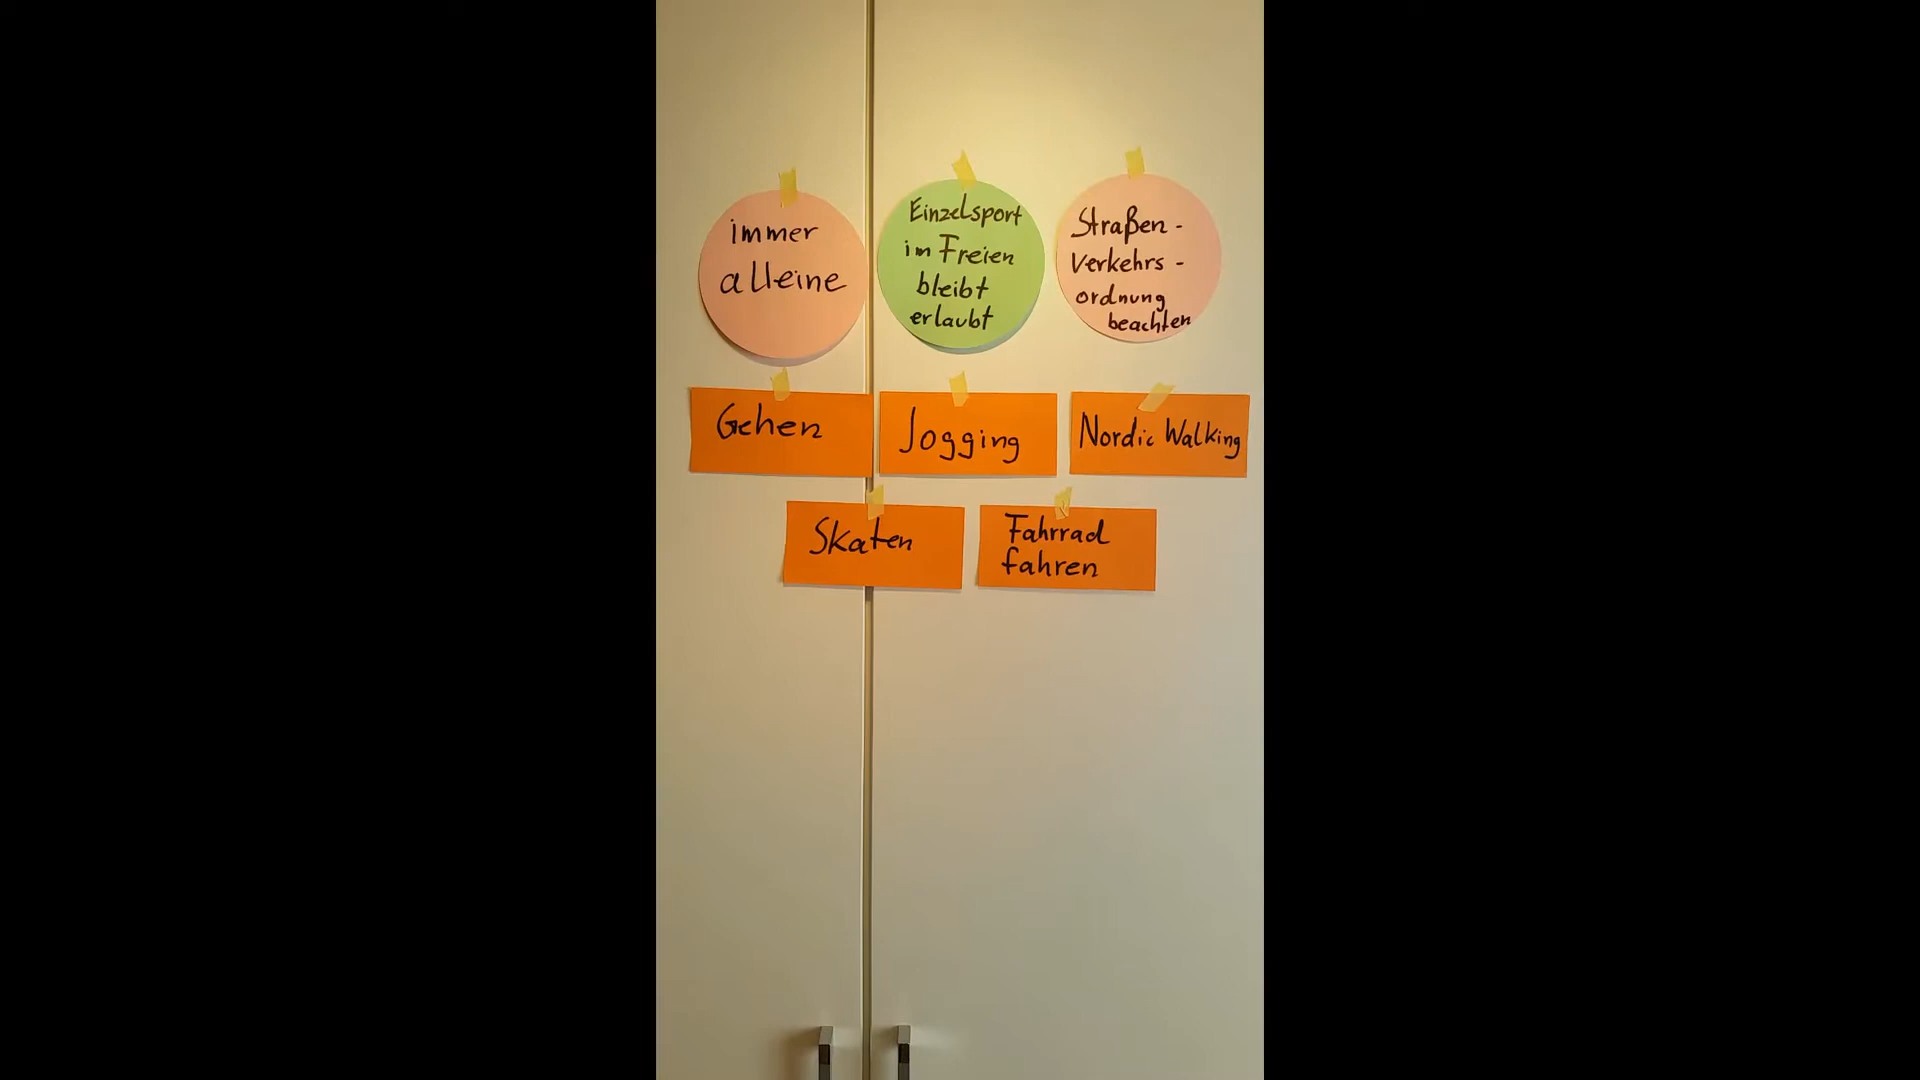 immer
alleine
Einzelsport
im Freien
bleibt
erlaubt
Straßen-
Verkehrs-
ordnung
beachten
Gehen
Jogging
Nordic Walking
Skaten
Fahrrad
fahren